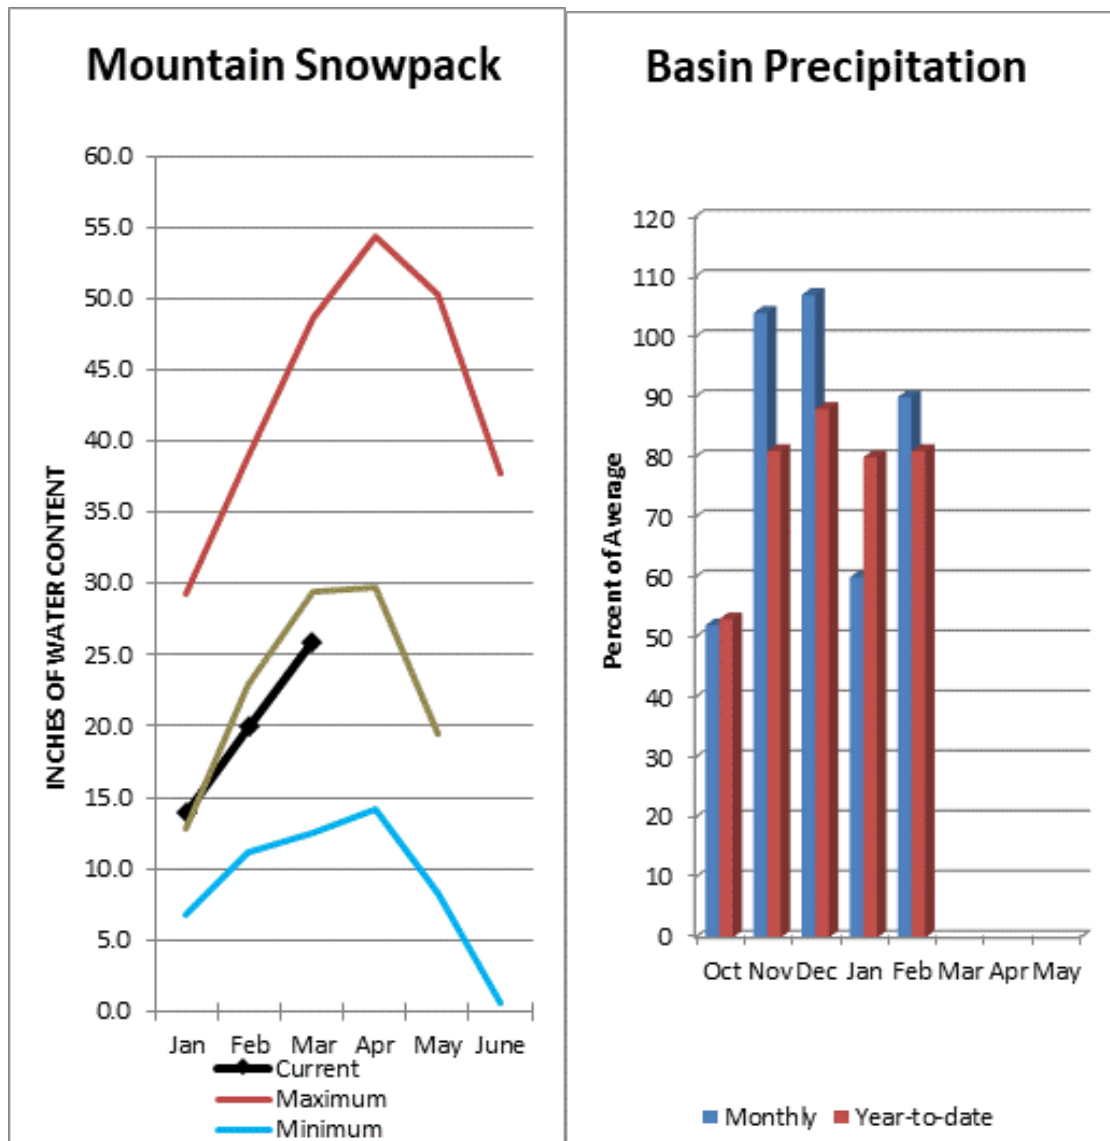 Mountain Snowpack
INCHES OF WATER CONTENT
60.0
55.0
50.0
45.0
40.0
35.0
30.0
25.0
20.0
15.0
10.0
5.0
0.0
Jan Feb Mar Apr May June
Current
Maximum
Minimum
Basin Precipitation
Percent of Average
120
110
100
90
80
70
60
50
40
30
20
10
0
Oct Nov Dec Jan Feb Mar Apr May
Monthly Year-to-date